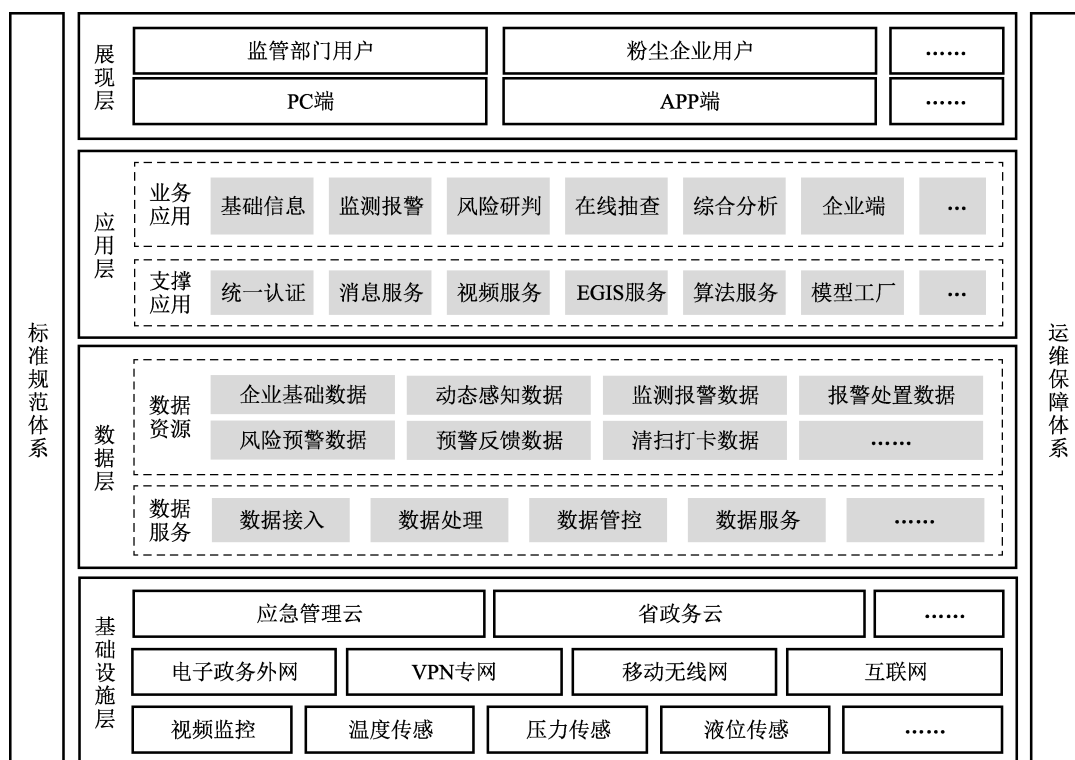 标准规范体系
展现层
监管部门用户
粉尘企业用户
……
PC端
APP端
……
应用层
业务应用
基础信息
监测报警
风险研判
在线抽查
综合分析
企业端
…
支撑应用
统一认证
消息服务
视频服务
EGIS服务
算法服务
模型工厂
…
数据层
数据资源
企业基础数据
动态感知数据
监测报警数据
报警处置数据
风险预警数据
预警反馈数据
清扫打卡数据
……
数据服务
数据接入
数据处理
数据管控
数据服务
……
基础设施层
应急管理云
省政务云
……
电子政务外网
VPN专网
移动无线网
互联网
视频监控
温度传感
压力传感
液位传感
……
运维保障体系